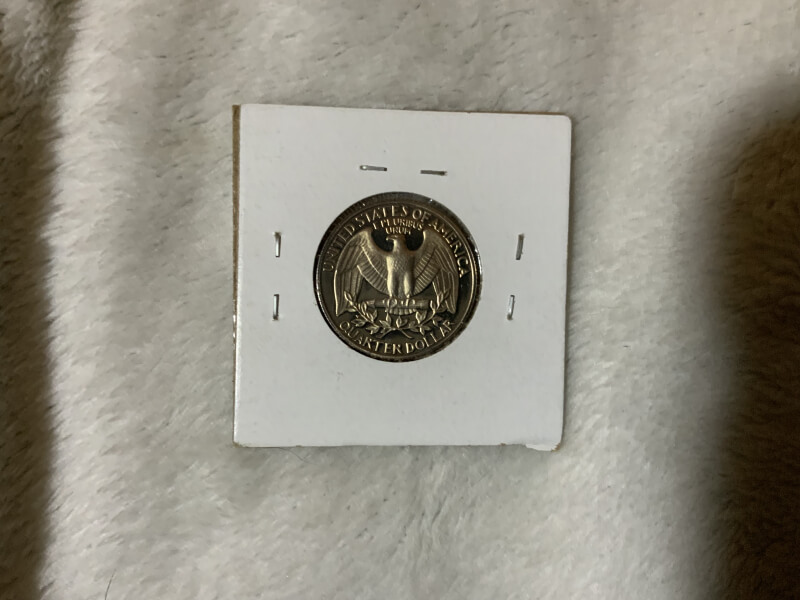 UNITED STATES OF AMERICA
E PLURIBUS
UNUM
QUARTER DOLLAR